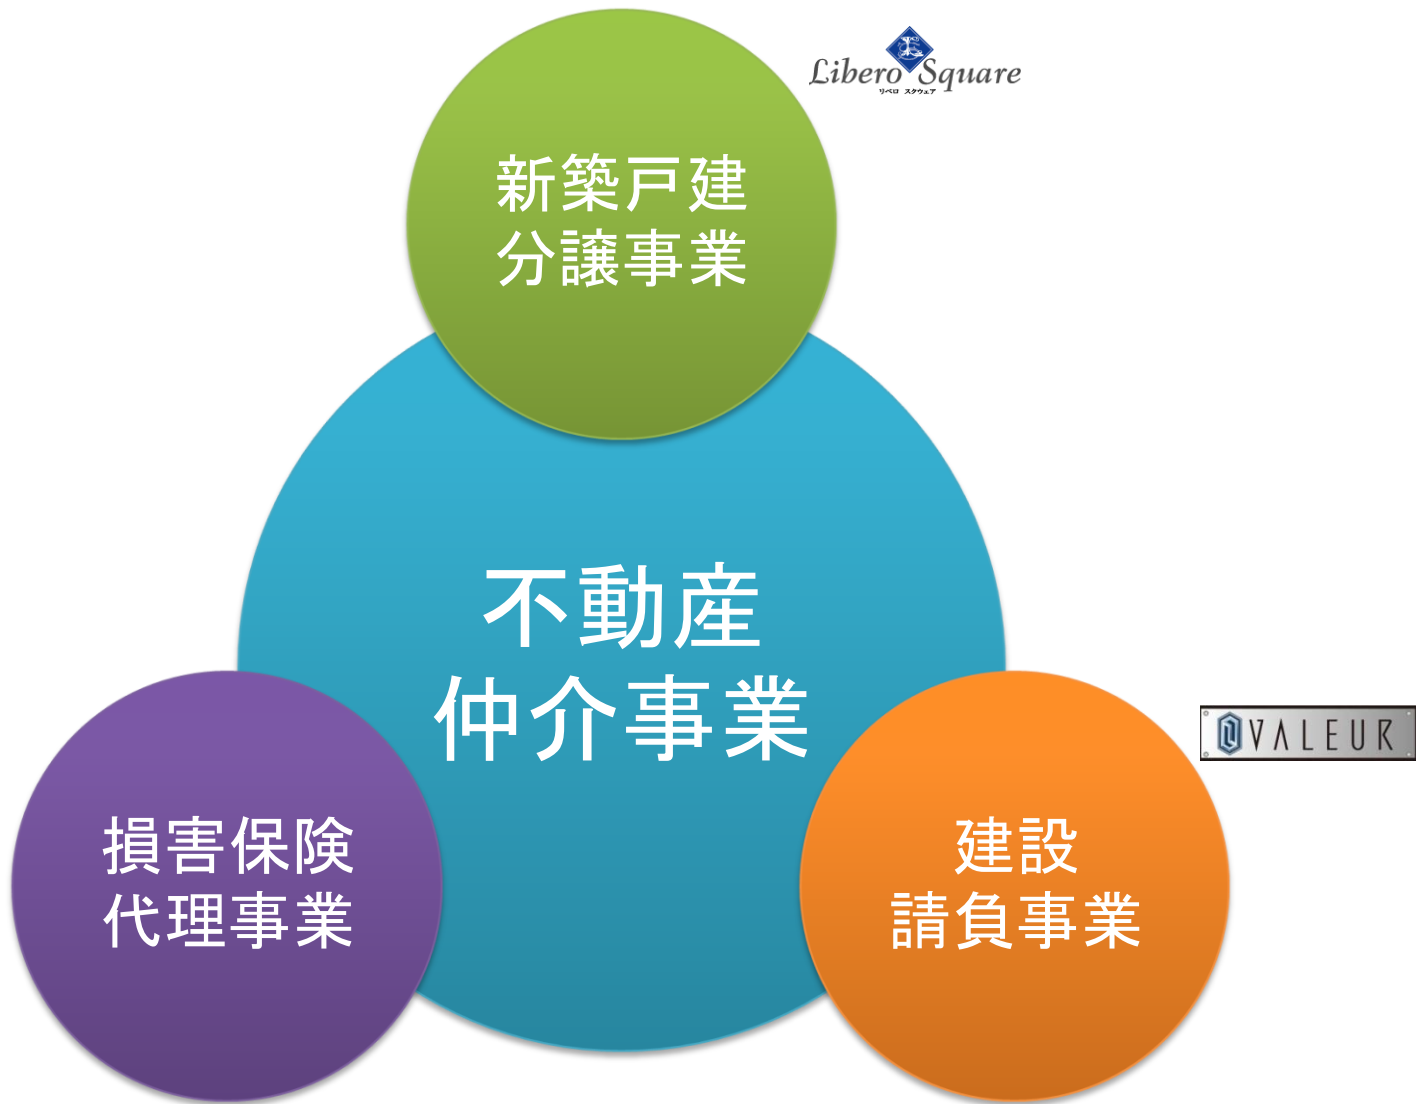 Libero Square
リベロ スクウェア
新築戸建
分譲事業
不動産
仲介事業
VALEUR
損害保険
代理事業
建設
請負事業